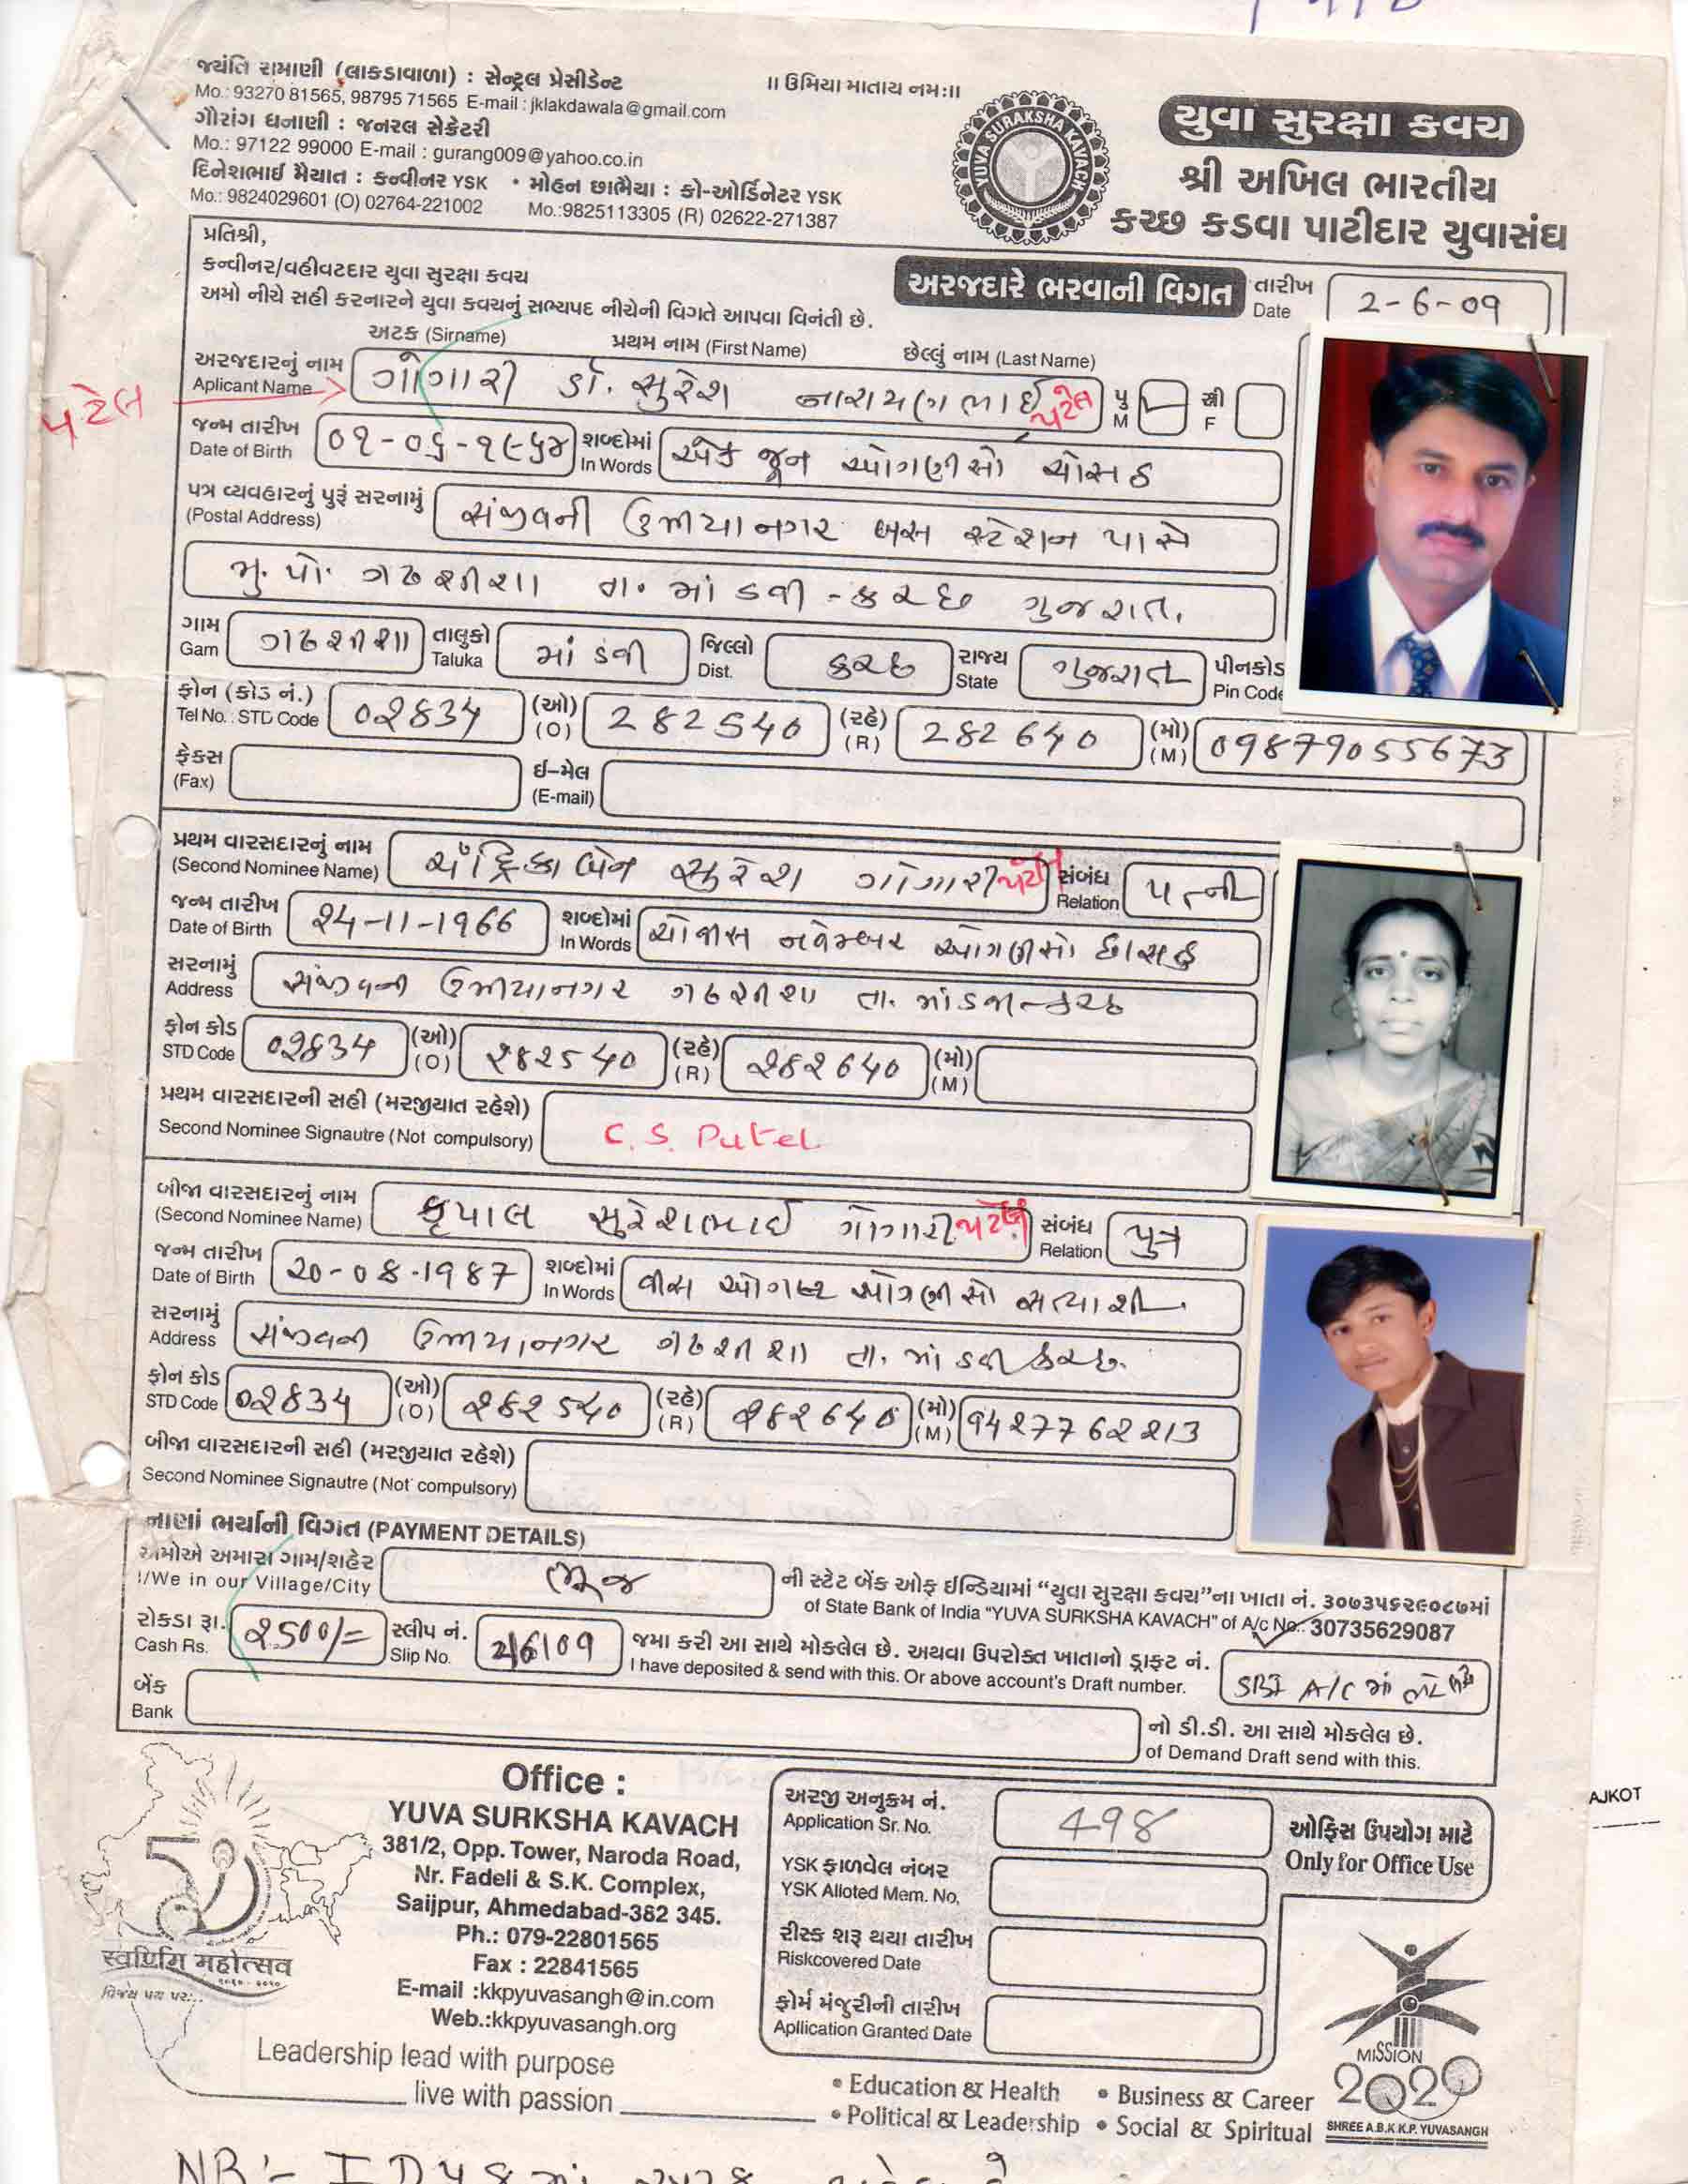 જયંતિ રામાણી (લાકડાવાળા) : સેન્ટ્રલ પ્રેસીડેન્ટ
Mo.: 93270 81565, 98795 71565 E-mail : jklakdawala@gmail.com
ગૌરાંગ ધનાણી : જનરલ સેક્રેટરી
Mo.: 97122 99000 E-mail : gurang009@yahoo.co.in
દિનેશભાઈ મૈયાત : કન્વીનર YSK • મોહન છાભૈયા : કો-ઓર્ડિનેટર YSK
Mo.: 9824029601 (O) 02764-221002 Mo.:9825113305 (R) 02622-271387
।। ઉમિયા માતાય નમઃ।।
YUVA SURAKSHA KAVACH
યુવા સુરક્ષા કવચ
શ્રી અખિલ ભારતીય
કચ્છ કડવા પાટીદાર યુવાસંઘ
પ્રતિશ્રી,
કન્વીનર/વહીવટદાર યુવા સુરક્ષા કવચ
અમો નીચે સહી કરનારને યુવા કવચનું સભ્યપદ નીચેની વિગતે આપવા વિનંતી છે.
અરજદારે ભરવાની વિગત
તારીખ Date 2-6-09
અટક (Sirname) પ્રથમ નામ (First Name) છેલ્લું નામ (Last Name)
પટેલ
અરજદારનું નામ Aplicant Name ગોગારી ડૉ. સુરેશ નારાયણભાઈ પટેલ પુ M સ્રી F
જન્મ તારીખ Date of Birth ૦૧-૦૬-૧૯૬૪ શબ્દોમાં In Words એક જૂન ઓગણીસો ચોસઠ
પત્ર વ્યવહારનું પુરૂં સરનામું (Postal Address) સંજીવની ઉમિયાનગર બસ સ્ટેશન પાસે
મુ. પો. ગઢશીશા તા. માંડવી - કચ્છ ગુજરાત.
ગામ Gam ગઢશીશા તાલુકો Taluka માંડવી જિલ્લો Dist. કચ્છ રાજ્ય State ગુજરાત પીનકોડ Pin Code
ફોન (કોડ નં.) Tel No. : STD Code 02834 (ઓ) (O) 282540 (રહે) (R) 282640 (મો) (M) 09879055673
ફેકસ (Fax) ઈ-મેલ (E-mail)
પ્રથમ વારસદારનું નામ (Second Nominee Name) ચંદ્રિકાબેન સુરેશ ગોગારી પટેલ સંબંધ Relation પત્ની
જન્મ તારીખ Date of Birth 24-11-1966 શબ્દોમાં In Words ચોવીસ નવેમ્બર ઓગણીસો છાસઠ
સરનામું Address સંજીવની ઉમિયાનગર ગઢશીશા તા. માંડવી-કચ્છ
ફોન કોડ STD Code 02834 (ઓ) (O) 282540 (રહે) (R) 282640 (મો) (M)
પ્રથમ વારસદારની સહી (મરજીયાત રહેશે)
Second Nominee Signautre (Not compulsory) C. S. Patel
બીજા વારસદારનું નામ (Second Nominee Name) કૃપાલ સુરેશભાઈ ગોગારી પટેલ સંબંધ Relation પુત્ર
જન્મ તારીખ Date of Birth 20-08-1987 શબ્દોમાં In Words વીસ ઓગષ્ટ ઓગણીસો સત્યાશી.
સરનામું Address સંજીવની ઉમિયાનગર ગઢશીશા તા. માંડવી કચ્છ.
ફોન કોડ STD Code 02834 (ઓ) (O) 282540 (રહે) (R) 282640 (મો) (M) 9427762213
બીજા વારસદારની સહી (મરજીયાત રહેશે)
Second Nominee Signautre (Not compulsory)
નાણાં ભર્યાની વિગત (PAYMENT DETAILS)
અમોએ અમારા ગામ/શહેર I/We in our Village/City ભૂજ ની સ્ટેટ બેંક ઓફ ઈન્ડિયામાં “યુવા સુરક્ષા કવચ”ના ખાતા નં. ૩૦૭૩૫૬૨૯૦૮૭માં
of State Bank of India “YUVA SURKSHA KAVACH” of A/c No.: 30735629087
રોકડા રૂા. Cash Rs. 2500/= સ્લીપ નં. Slip No. 2/6/09 જમા કરી આ સાથે મોકલેલ છે. અથવા ઉપરોક્ત ખાતાનો ડ્રાફ્ટ નં.
I have deposited & send with this. Or above account's Draft number. SBI A/C માં
બેંક Bank
નો ડી.ડી. આ સાથે મોકલેલ છે.
of Demand Draft send with this.
Office :
YUVA SURKSHA KAVACH
381/2, Opp. Tower, Naroda Road,
Nr. Fadeli & S.K. Complex,
Saijpur, Ahmedabad-382 345.
Ph.: 079-22801565
Fax : 22841565
E-mail :kkpyuvasangh@in.com
Web.:kkpyuvasangh.org
50
स्वर्णिम महोत्सव
૧૯૬૦ - ૨૦૧૦
વિજય પથ પર...
Leadership lead with purpose
live with passion
અરજી અનુક્રમ નં. Application Sr. No. 498
YSK ફાળવેલ નંબર YSK Alloted Mem. No.
રીસ્ક શરૂ થયા તારીખ Riskcovered Date
ફોર્મ મંજુરીની તારીખ Apllication Granted Date
ઓફિસ ઉપયોગ માટે
Only for Office Use
AJKOT
• Education & Health • Business & Career
• Political & Leadership • Social & Spiritual
MISSION
2020
SHREE A.B.K.K.P. YUVASANGH